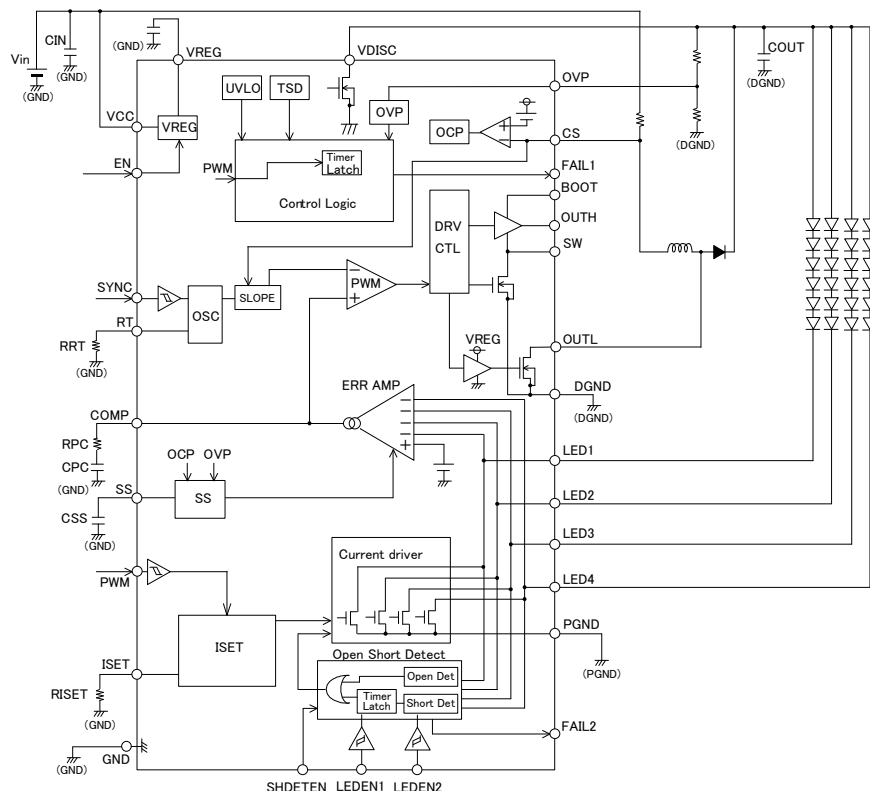 CIN
(GND)
VREG
VDISC
COUT
(DGND)
Vin
(GND)
(GND)
UVLO
TSD
OVP
OVP
VCC
VREG
OCP
CS
(DGND)
EN
PWM
Timer
Latch
Control Logic
FAIL1
BOOT
DRV
CTL
OUTH
SW
SYNC
OSC
SLOPE
PWM
RT
RRT
(GND)
VREG
OUTL
ERR AMP
DGND
(DGND)
COMP
RPC
CPC
(GND)
OCP
OVP
LED1
SS
SS
LED2
CSS
(GND)
LED3
Current driver
PWM
LED4
ISET
PGND
(PGND)
Open Short Detect
ISET
RISET
(GND)
Open Det
Timer
Latch
Short Det
FAIL2
(GND)
GND
SHDETEN
LEDEN1
LEDEN2